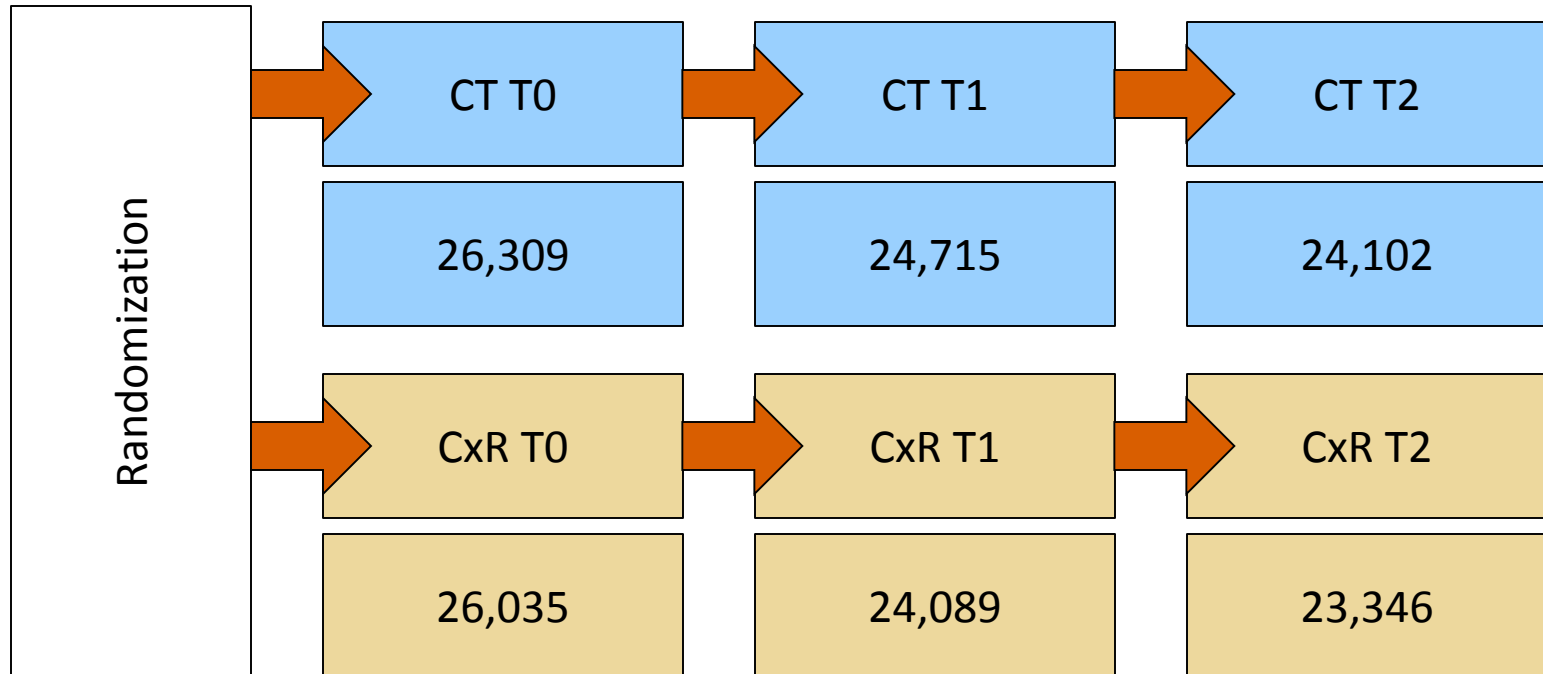 Randomization
CT T0
CT T1
CT T2
26,309
24,715
24,102
CxR T0
CxR T1
CxR T2
26,035
24,089
23,346